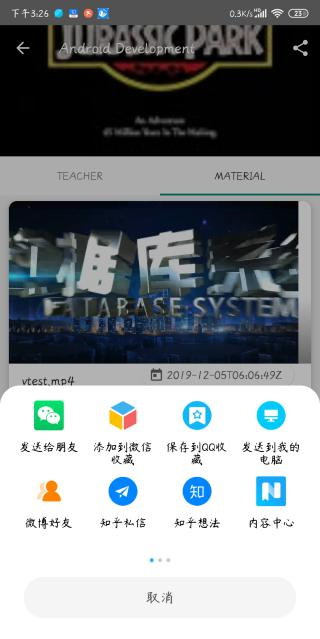 下午3:26
0.3K/s
HD
23
JURASSIC PARK
Android Development
An Adventure
65 Million Years In The Making.
TEACHER
MATERIAL
数据库系
DATABASE SYSTEM
2019-12-05T06:06:49Z
vtest.mp4
发送给朋友
添加到微信收藏
保存到QQ收藏
发送到我的电脑
微博好友
知乎私信
知
知乎想法
内容中心
取消